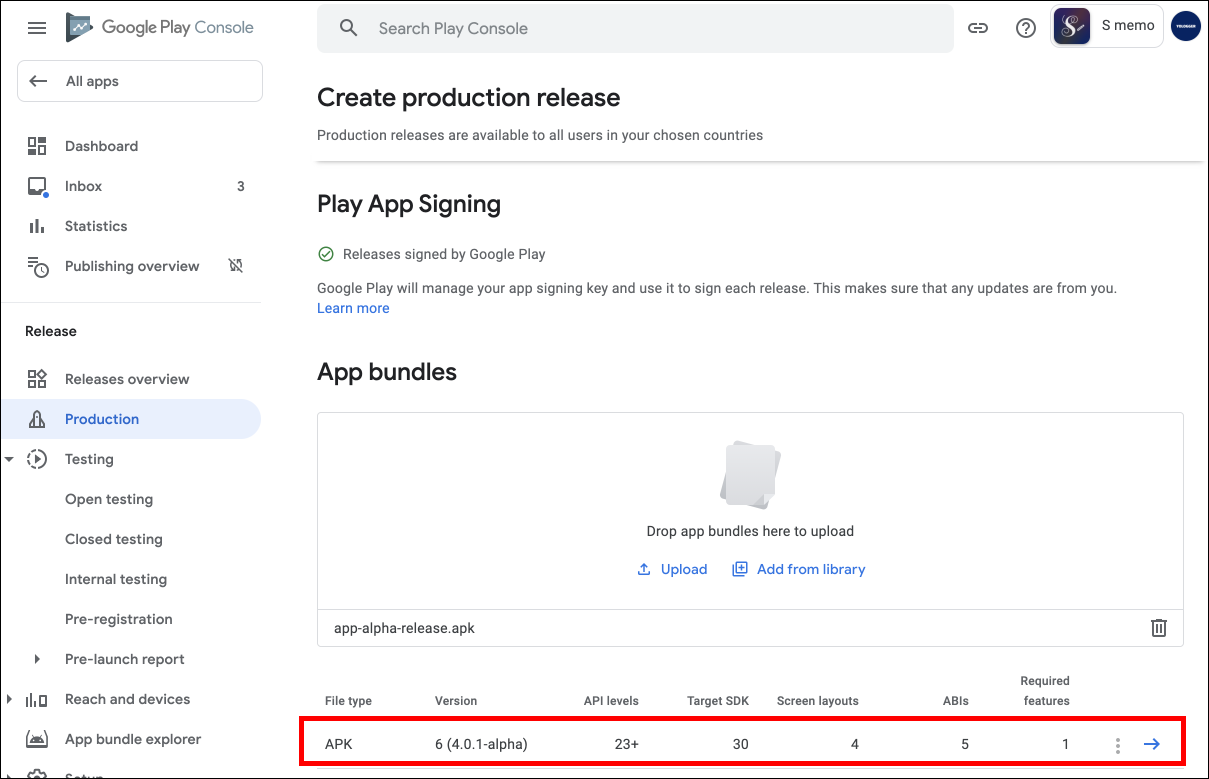 Google Play Console
Search Play Console
S memo
TOLOGGER
All apps
Dashboard
Inbox 3
Statistics
Publishing overview
Release
Releases overview
Production
Testing
Open testing
Closed testing
Internal testing
Pre-registration
Pre-launch report
Reach and devices
App bundle explorer
Setup
Create production release
Production releases are available to all users in your chosen countries
Play App Signing
Releases signed by Google Play
Google Play will manage your app signing key and use it to sign each release. This makes sure that any updates are from you.
Learn more
App bundles
Drop app bundles here to upload
Upload Add from library
app-alpha-release.apk
File type Version API levels Target SDK Screen layouts ABIs Required features
APK 6 (4.0.1-alpha) 23+ 30 4 5 1